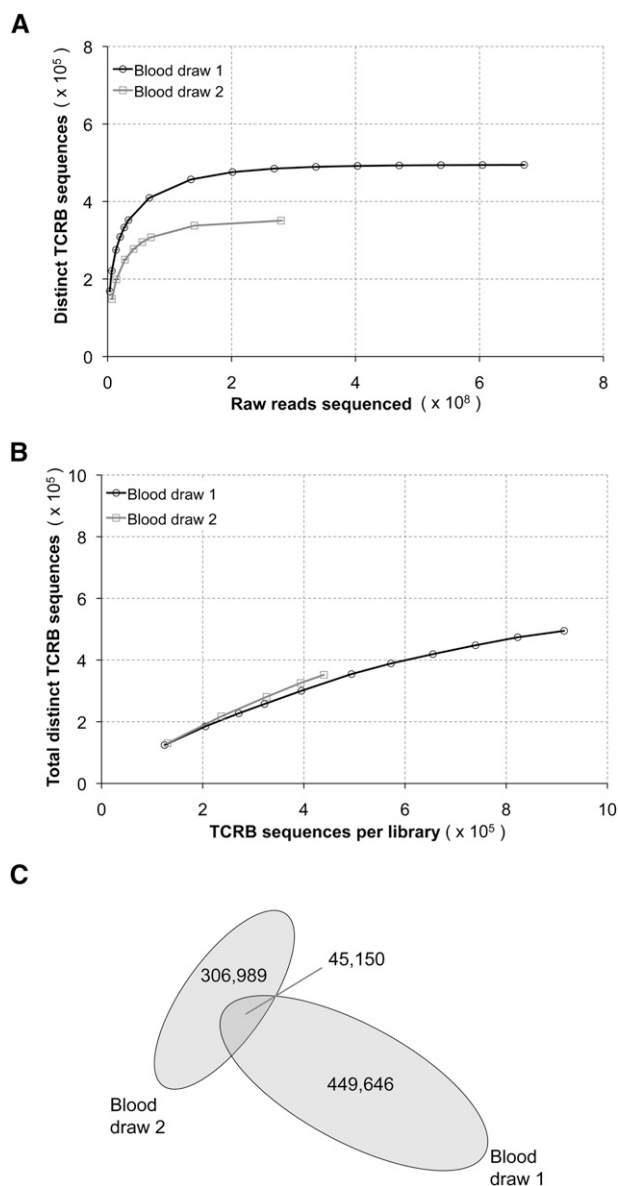 A
Distinct TCRB sequences ( x 10⁵)
8
6
4
2
0
Blood draw 1
Blood draw 2
0 2 4 6 8
Raw reads sequenced ( x 10⁸)
B
Total distinct TCRB sequences ( x 10⁵)
10
8
6
4
2
0
Blood draw 1
Blood draw 2
0 2 4 6 8 10
TCRB sequences per library ( x 10⁵)
C
306,989
45,150
449,646
Blood
draw 2
Blood
draw 1